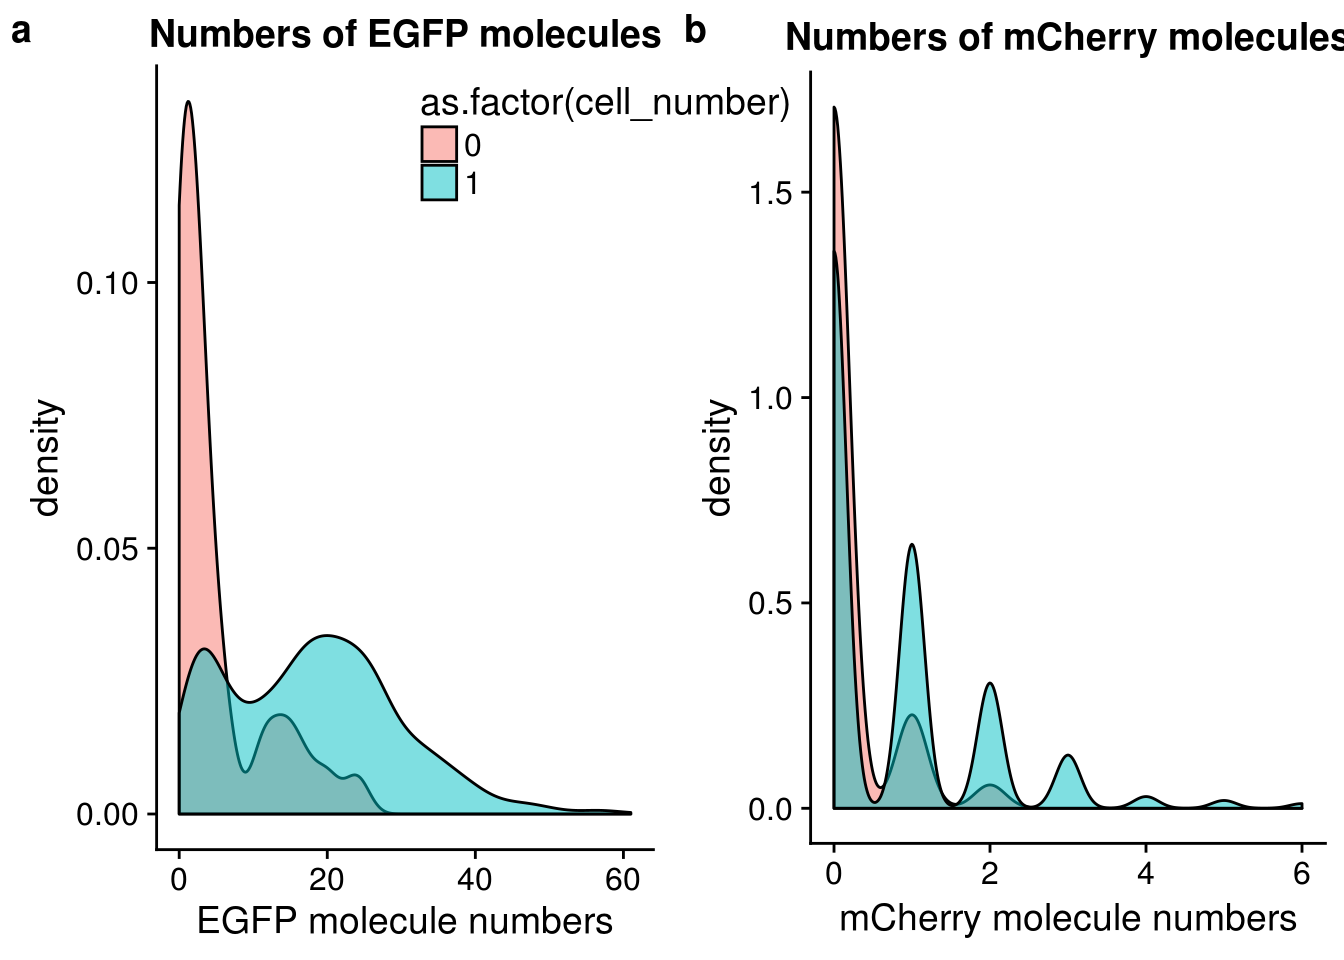 a
Numbers of EGFP molecules
as.factor(cell_number)
0
1
density
0.10
0.05
0.00
0 20 40 60
EGFP molecule numbers
b
Numbers of mCherry molecules
density
1.5
1.0
0.5
0.0
0 2 4 6
mCherry molecule numbers